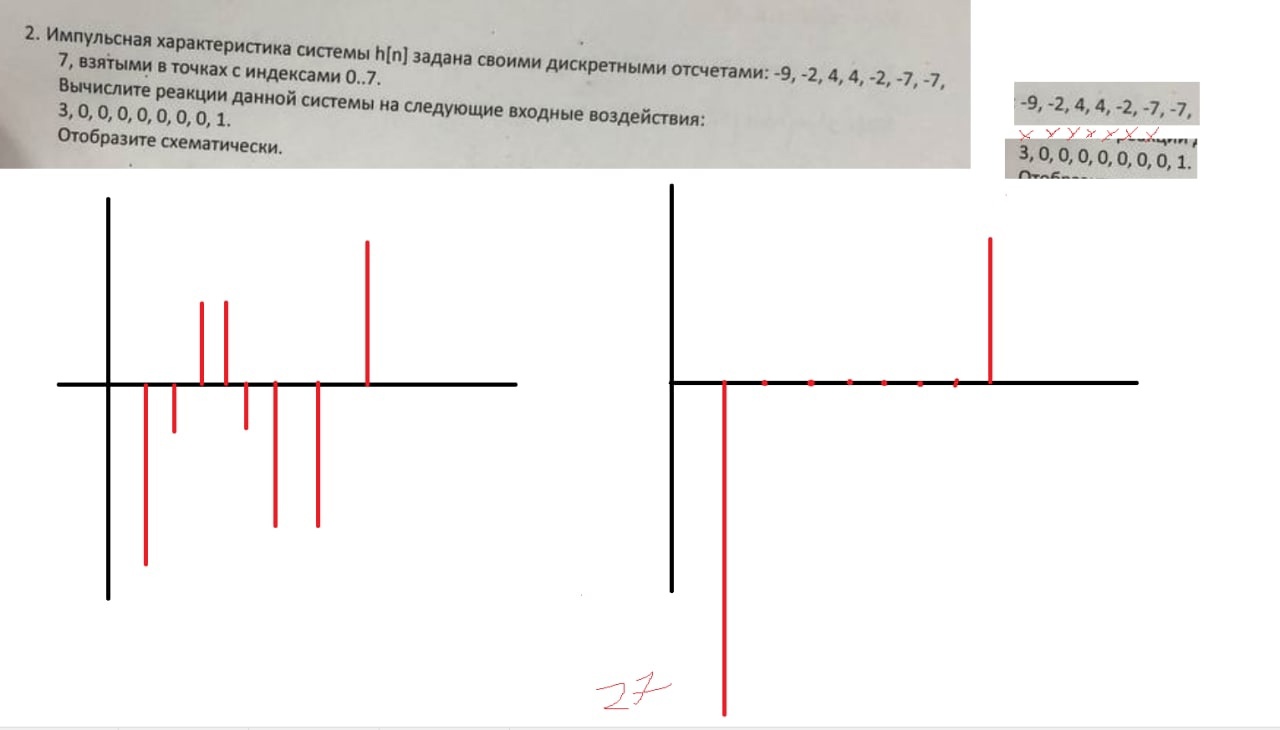 2. Импульсная характеристика системы h[n] задана своими дискретными отсчетами: -9, -2, 4, 4, -2, -7, -7,
7, взятыми в точках с индексами 0..7.
Вычислите реакции данной системы на следующие входные воздействия:
3, 0, 0, 0, 0, 0, 0, 0, 1.
Отобразите схематически.
-9, -2, 4, 4, -2, -7, -7,
x x x x x x x
3, 0, 0, 0, 0, 0, 0, 0, 1.
27